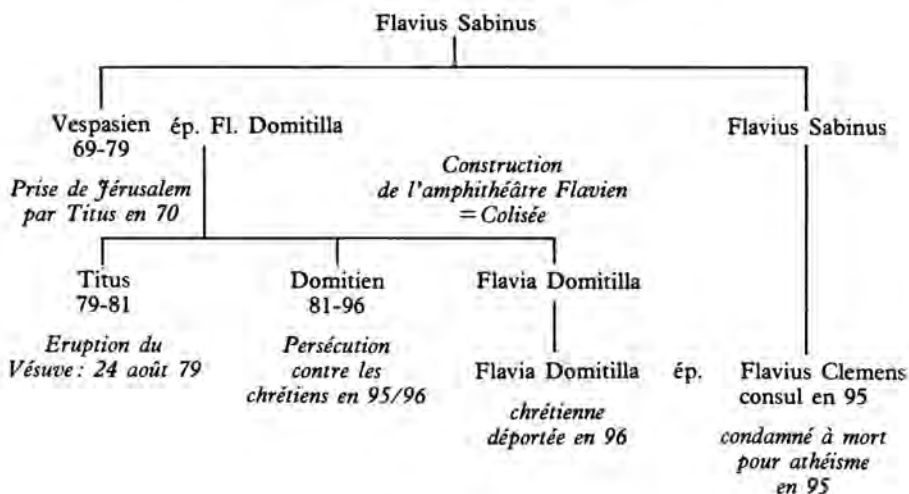 Flavius Sabinus
Vespasien ép. Fl. Domitilla
69-79
Prise de Jérusalem
par Titus en 70
Construction
de l'amphithéâtre Flavien
= Colisée
Flavius Sabinus
Titus
79-81
Eruption du
Vésuve: 24 août 79
Domitien
81-96
Persécution
contre les
chrétiens en 95/96
Flavia Domitilla
Flavia Domitilla ép. Flavius Clemens
chrétienne
déportée en 96
consul en 95
condamné à mort
pour athéisme
en 95